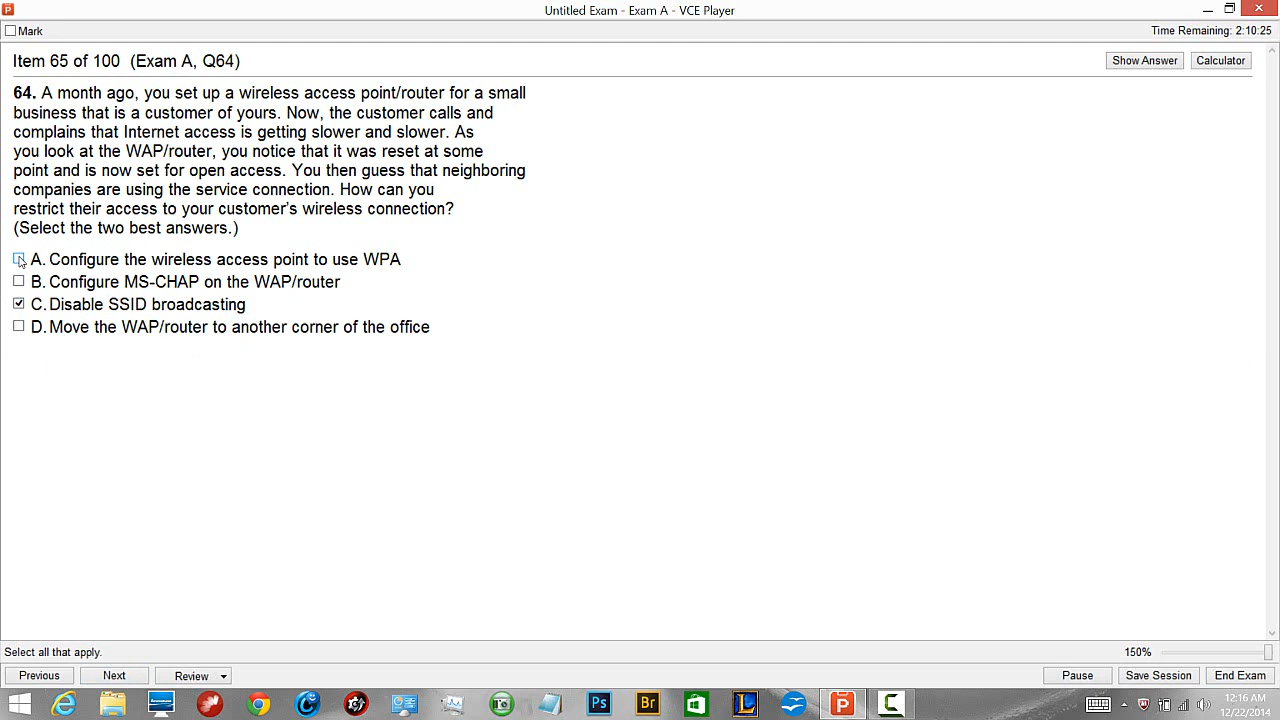 Untitled Exam - Exam A - VCE Player
Mark
Time Remaining: 2:10:25
Item 65 of 100 (Exam A, Q64)
Show Answer
Calculator
64. A month ago, you set up a wireless access point/router for a small
business that is a customer of yours. Now, the customer calls and
complains that Internet access is getting slower and slower. As
you look at the WAP/router, you notice that it was reset at some
point and is now set for open access. You then guess that neighboring
companies are using the service connection. How can you
restrict their access to your customer's wireless connection?
(Select the two best answers.)
A. Configure the wireless access point to use WPA
B. Configure MS-CHAP on the WAP/router
C. Disable SSID broadcasting
D. Move the WAP/router to another corner of the office
Select all that apply.
150%
Previous
Next
Review
Pause
Save Session
End Exam
Ps
Br
L
P
C
12:16 AM
12/22/2014